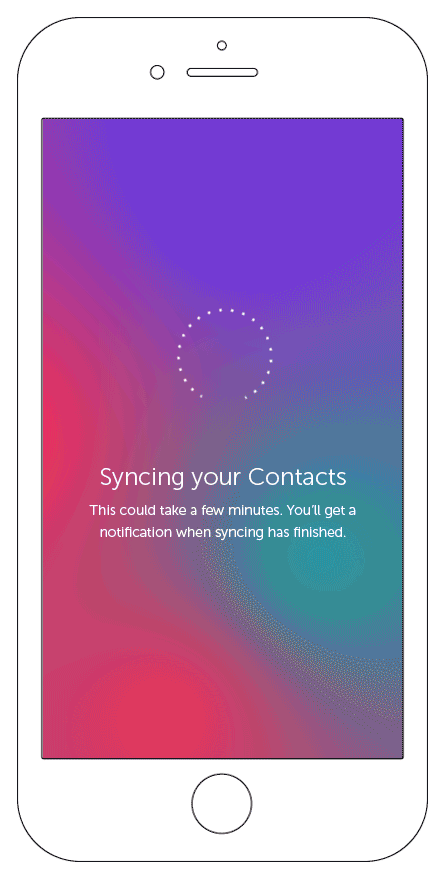 Syncing your Contacts
This could take a few minutes. You’ll get a
notification when syncing has finished.